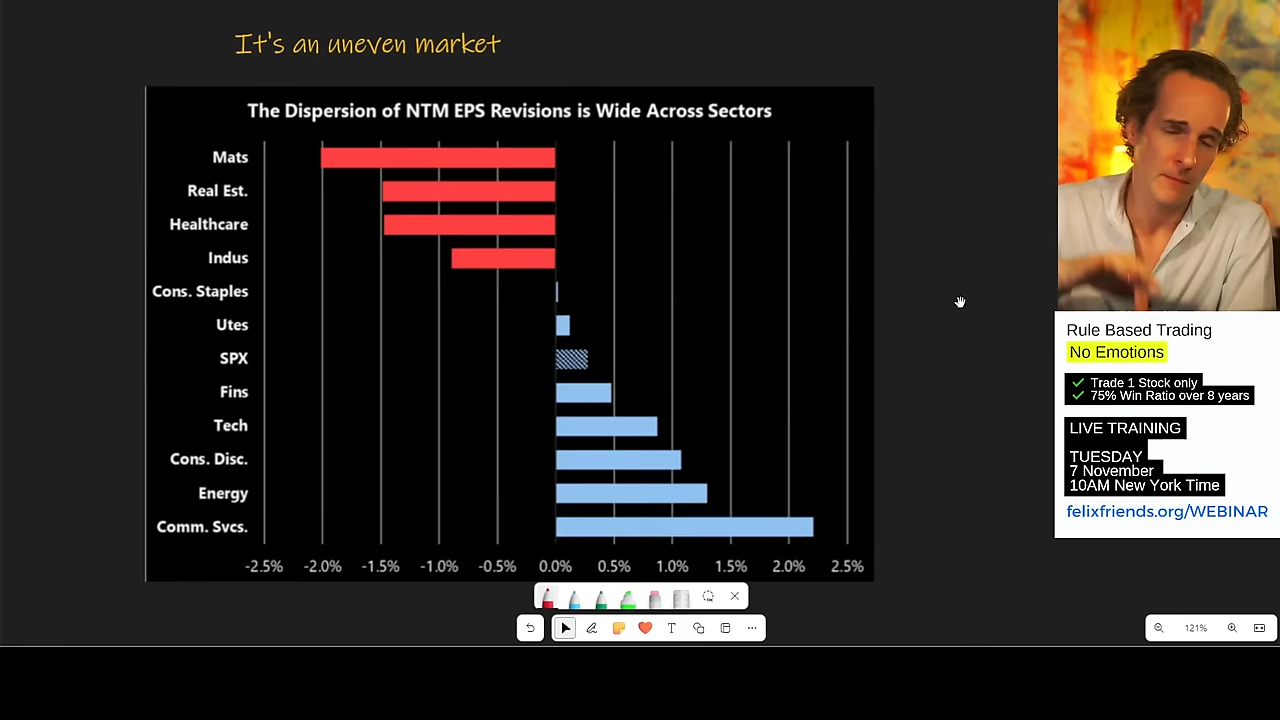 It's an uneven market
The Dispersion of NTM EPS Revisions is Wide Across Sectors
Mats
Real Est.
Healthcare
Indus
Cons. Staples
Utes
SPX
Fins
Tech
Cons. Disc.
Energy
Comm. Svcs.
-2.5% -2.0% -1.5% -1.0% -0.5% 0.0% 0.5% 1.0% 1.5% 2.0% 2.5%
Rule Based Trading
No Emotions
Trade 1 Stock only
75% Win Ratio over 8 years
LIVE TRAINING
TUESDAY
7 November
10AM New York Time
felixfriends.org/WEBINAR
T
121%